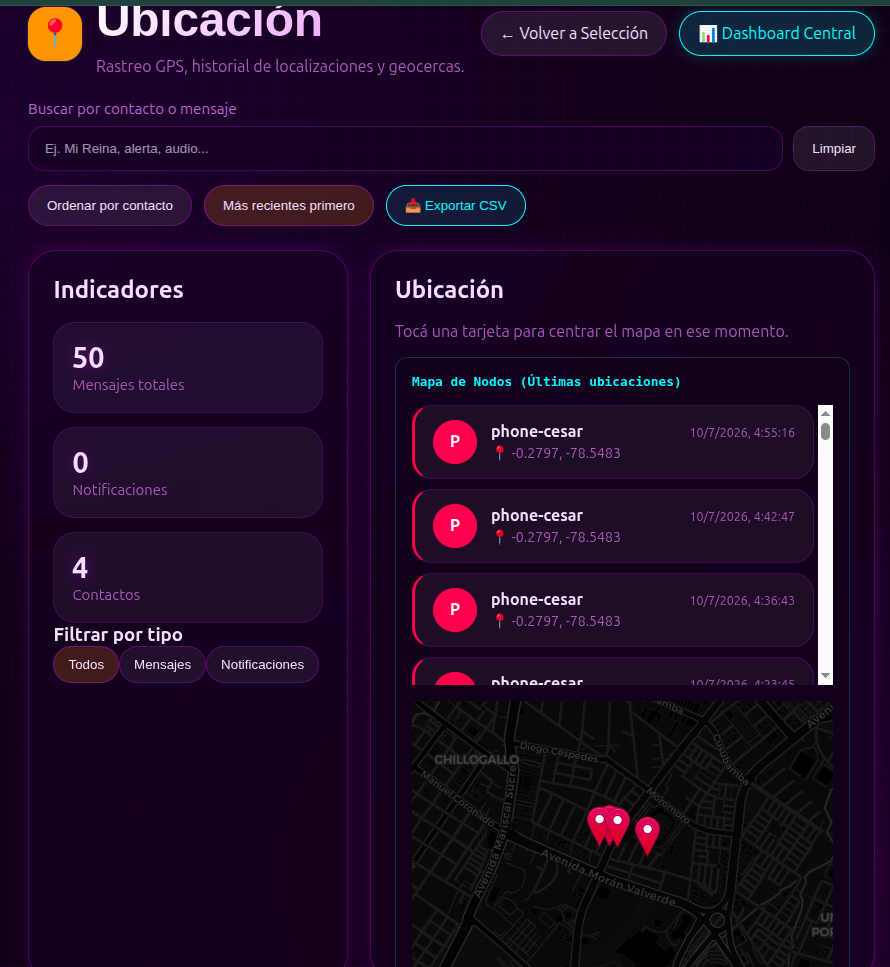 Ubicación
Rastreo GPS, historial de localizaciones y geocercas.
← Volver a Selección
Dashboard Central
Buscar por contacto o mensaje
Ej. Mi Reina, alerta, audio...
Limpiar
Ordenar por contacto
Más recientes primero
Exportar CSV
Indicadores
50
Mensajes totales
0
Notificaciones
4
Contactos
Filtrar por tipo
Todos
Mensajes
Notificaciones
Ubicación
Tocá una tarjeta para centrar el mapa en ese momento.
Mapa de Nodos (Últimas ubicaciones)
P
phone-cesar
10/7/2026, 4:55:16
-0.2797, -78.5483
P
phone-cesar
10/7/2026, 4:42:47
-0.2797, -78.5483
P
phone-cesar
10/7/2026, 4:36:43
-0.2797, -78.5483
phone-cesar
10/7/2026, 4:23:45
CHILLOGALLO
Diego Cespedes
Cusubamba
Manuel Coronado
Avenida Mariscal Sucre
Moromoro
Avenida Morán Valverde